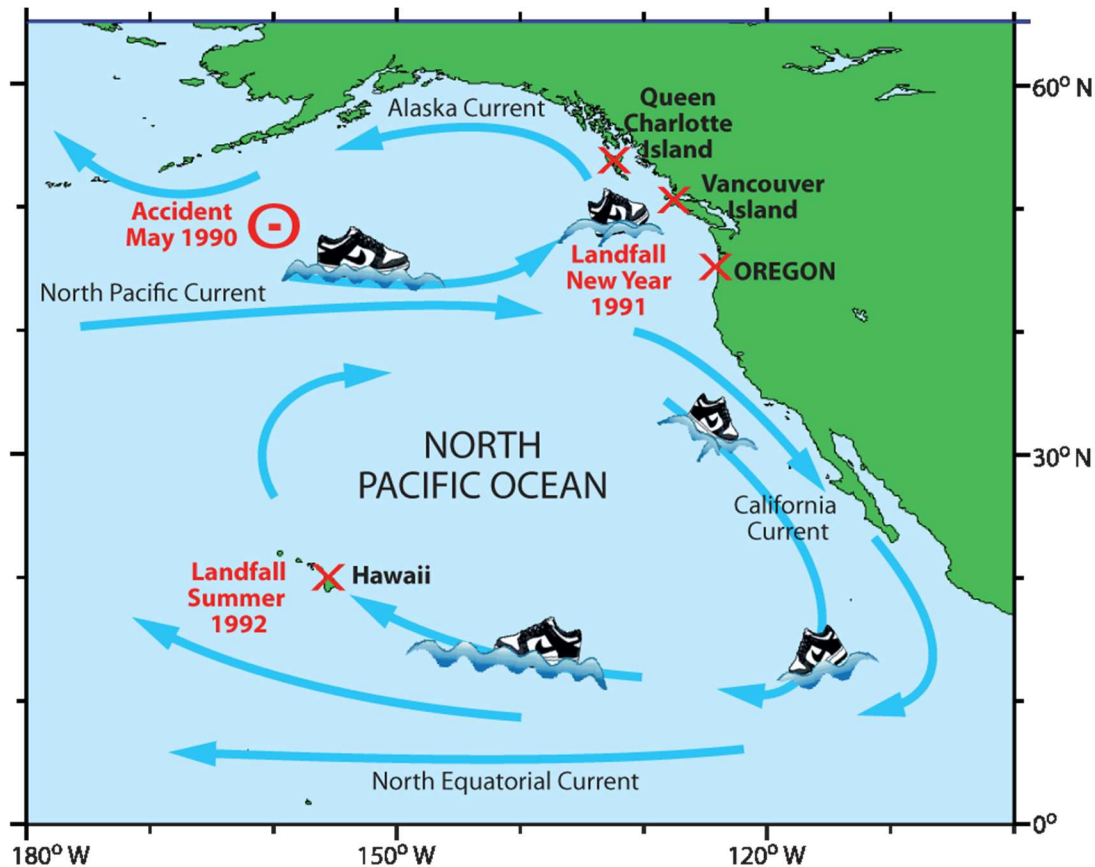 60° N
Alaska Current
Queen
Charlotte
Island
Vancouver
Island
Accident
May 1990
Landfall
New Year
1991
OREGON
North Pacific Current
NORTH
PACIFIC OCEAN
30° N
California
Current
Landfall
Summer
1992
Hawaii
North Equatorial Current
0°
180° W
150° W
120° W